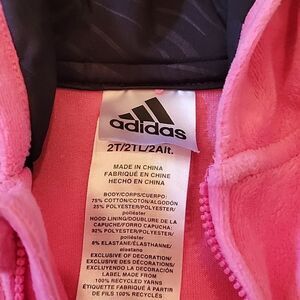 adidas
2T/2TL/2Alt.
MADE IN CHINA
FABRIQUÉ EN CHINE
HECHO EN CHINA
BODY/CORPS/CUERPO:
75% COTTON/COTON/ALGODÓN
25% POLYESTER/POLYESTER/
poliéster
HOOD LINING/DOUBLURE DE LA
CAPUCHE/FORRO CAPUCHA:
92% POLYESTER/POLYESTER/
poliéster
8% ELASTANE/ÉLASTHANNE/
elastano
EXCLUSIVE OF DECORATION/
EXCLUSIF DES DÉCORATIONS/
EXCLUYENDO LA DECORACIÓN
LABEL MADE FROM
100% RECYCLED YARNS
ÉTIQUETTE FABRIQUÉE À PARTIR
DE FILS 100% RECYCLÉS